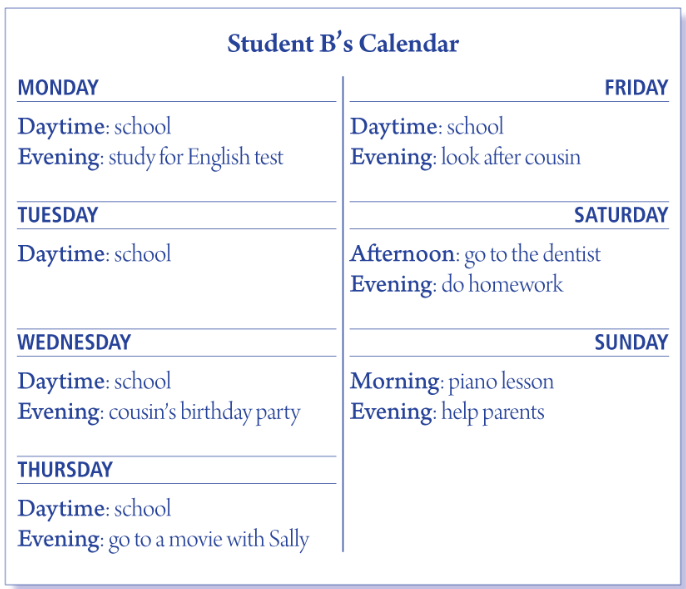 Student B's Calendar
MONDAY
Daytime: school
Evening: study for English test
TUESDAY
Daytime: school
WEDNESDAY
Daytime: school
Evening: cousin's birthday party
THURSDAY
Daytime: school
Evening: go to a movie with Sally
FRIDAY
Daytime: school
Evening: look after cousin
SATURDAY
Afternoon: go to the dentist
Evening: do homework
SUNDAY
Morning: piano lesson
Evening: help parents